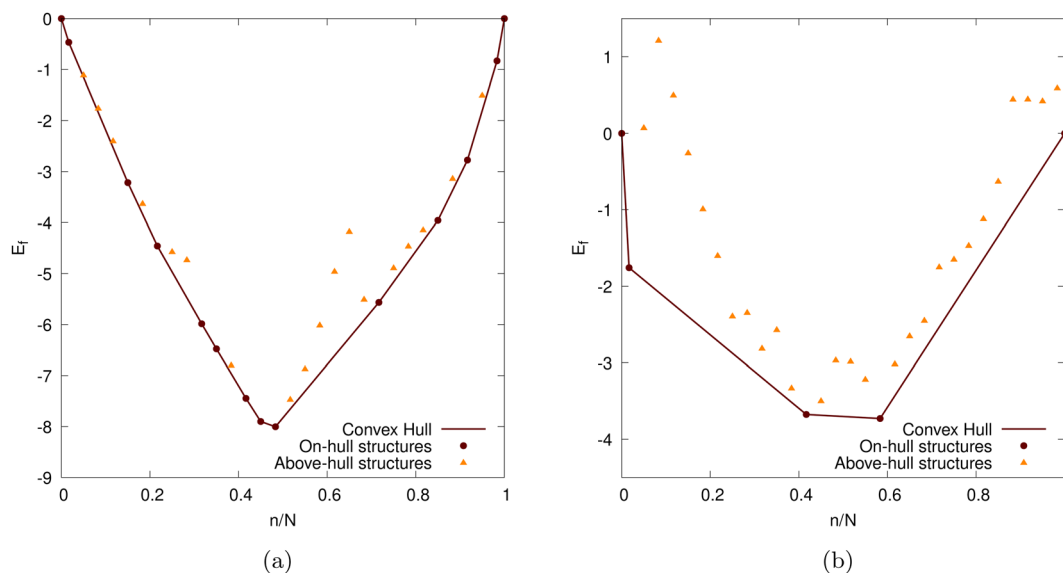 0
-1
-2
-3
-4
-5
-6
-7
-8
-9
E_f
0 0.2 0.4 0.6 0.8 1
n/N
Convex Hull
On-hull structures
Above-hull structures
(a)
1
0
-1
-2
-3
-4
E_f
0 0.2 0.4 0.6 0.8
n/N
Convex Hull
On-hull structures
Above-hull structures
(b)